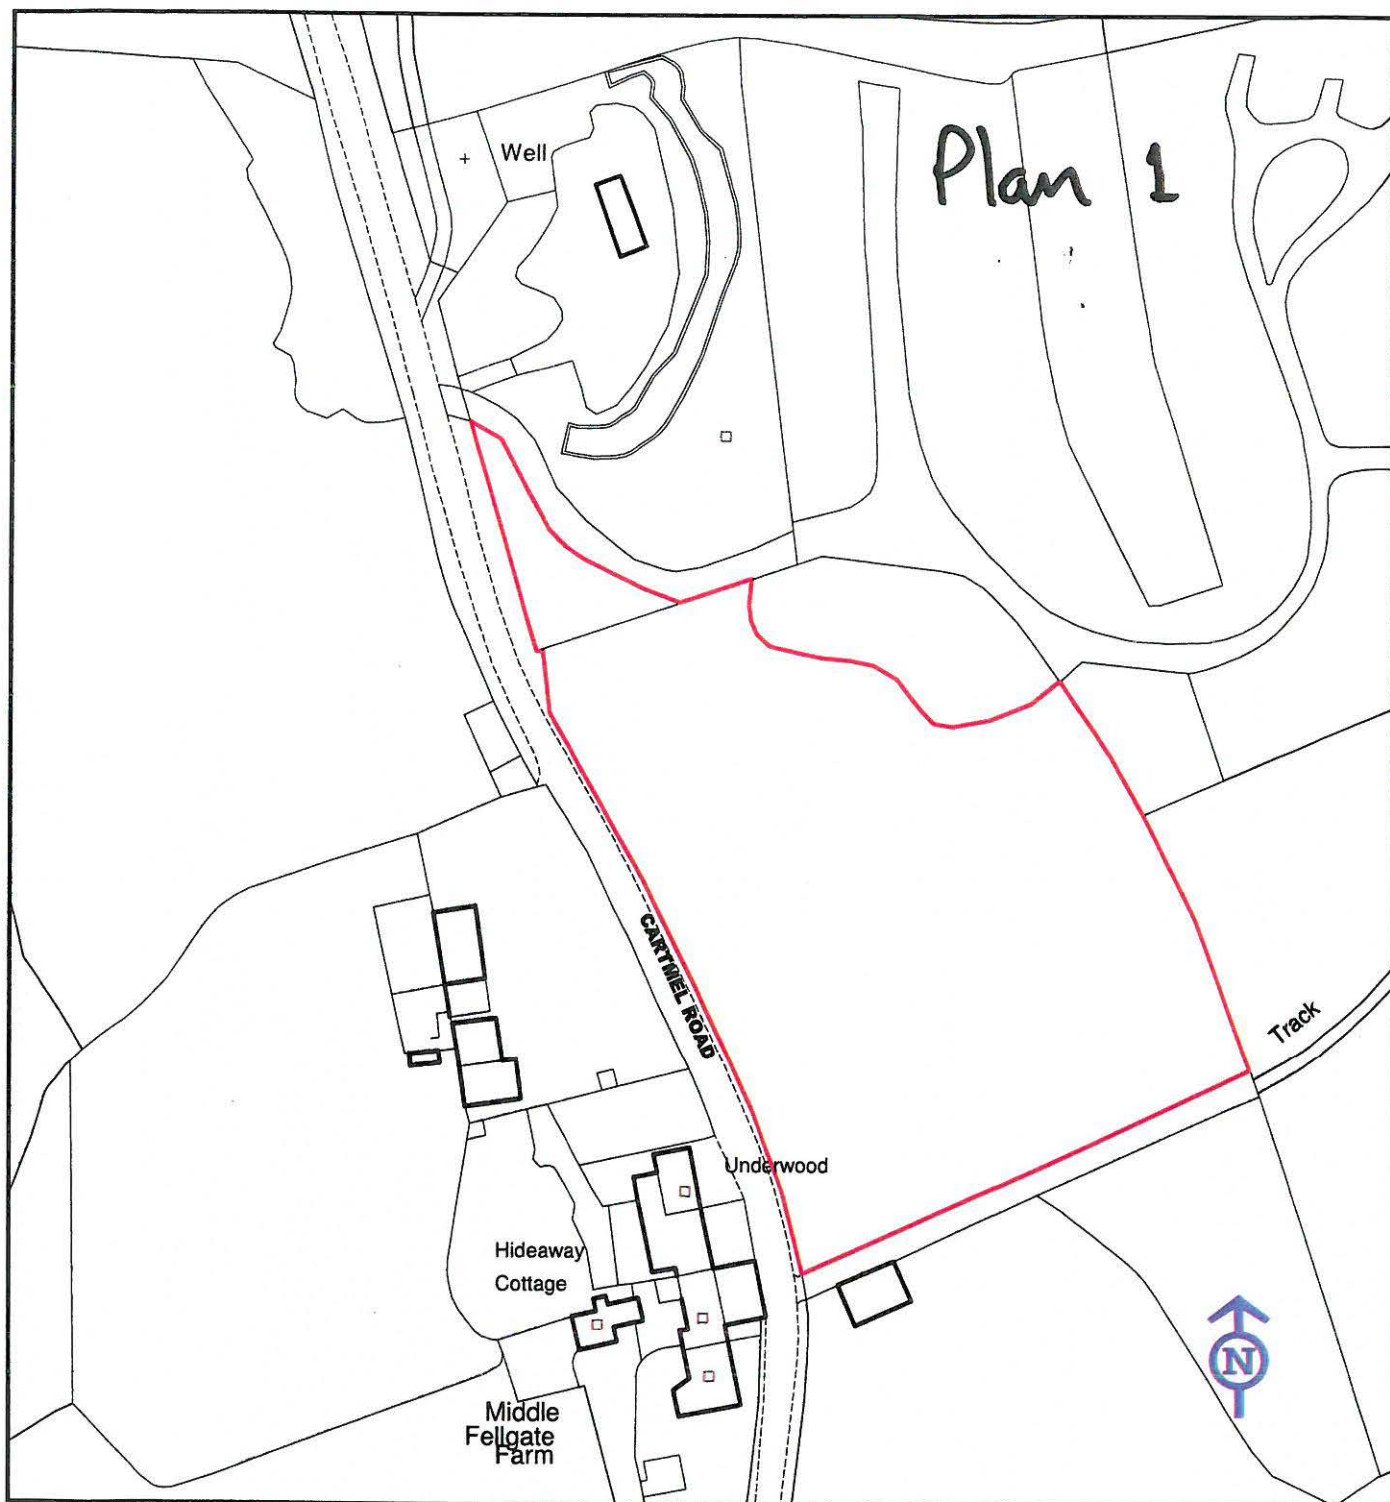 Plan 1
Well
CARTMEL ROAD
Track
Underwood
Hideaway
Cottage
Middle
Fellgate
Farm
N